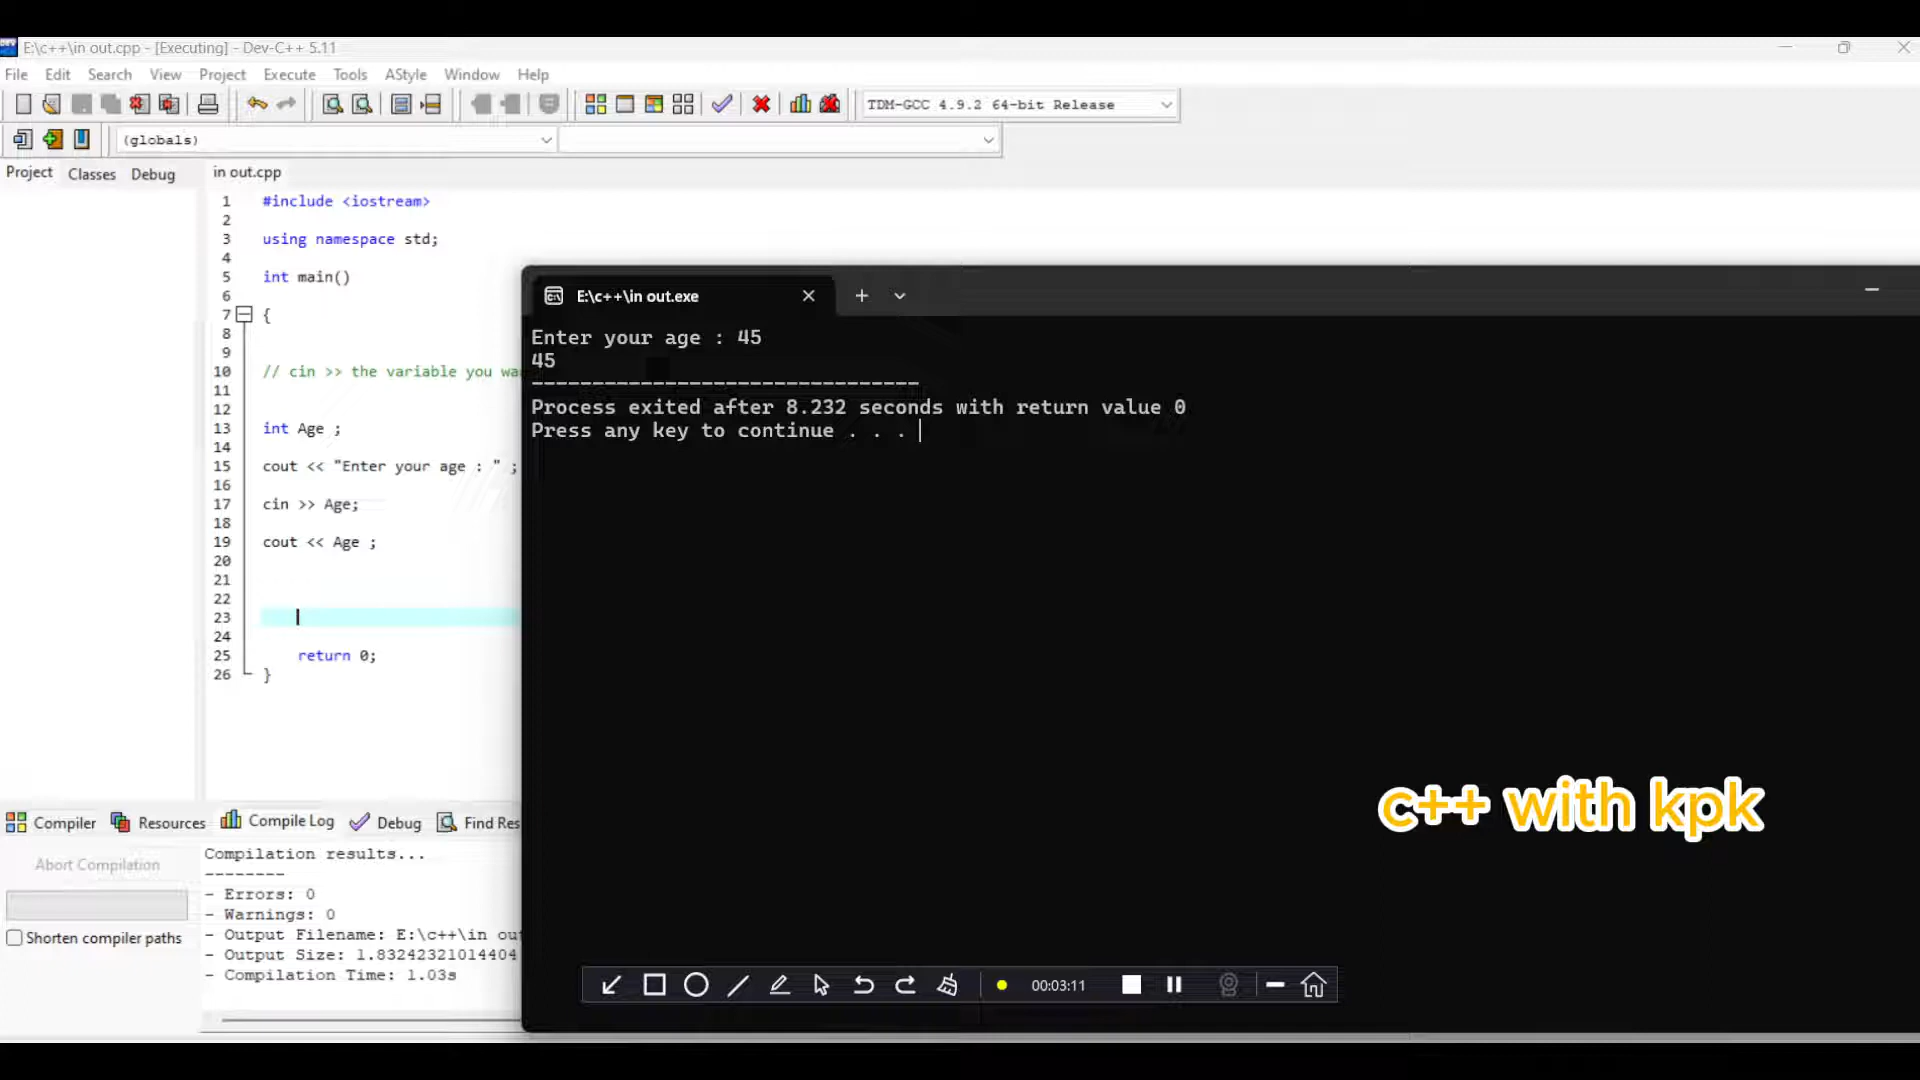 E:\c++\in out.cpp - [Executing] - Dev-C++ 5.11
File Edit Search View Project Execute Tools AStyle Window Help
TDM-GCC 4.9.2 64-bit Release
(globals)
Project Classes Debug
in out.cpp
1 #include <iostream>
2
3 using namespace std;
4
5 int main()
6
7 {
8
9
10 // cin >> the variable you
11
12
13 int Age ;
14
15 cout << "Enter your age : " ;
16
17 cin >> Age;
18
19 cout << Age ;
20
21
22
23
24
25 return 0;
26 }
E:\c++\in out.exe
Enter your age : 45
45
--------------------------------
Process exited after 8.232 seconds with return value 0
Press any key to continue . . .
c++ with kpk
Compiler Resources Compile Log Debug Find Res
Abort Compilation
Shorten compiler paths
Compilation results...
--------
- Errors: 0
- Warnings: 0
- Output Filename: E:\c++\in
- Output Size: 1.83242321014404
- Compilation Time: 1.03s
00:03:11